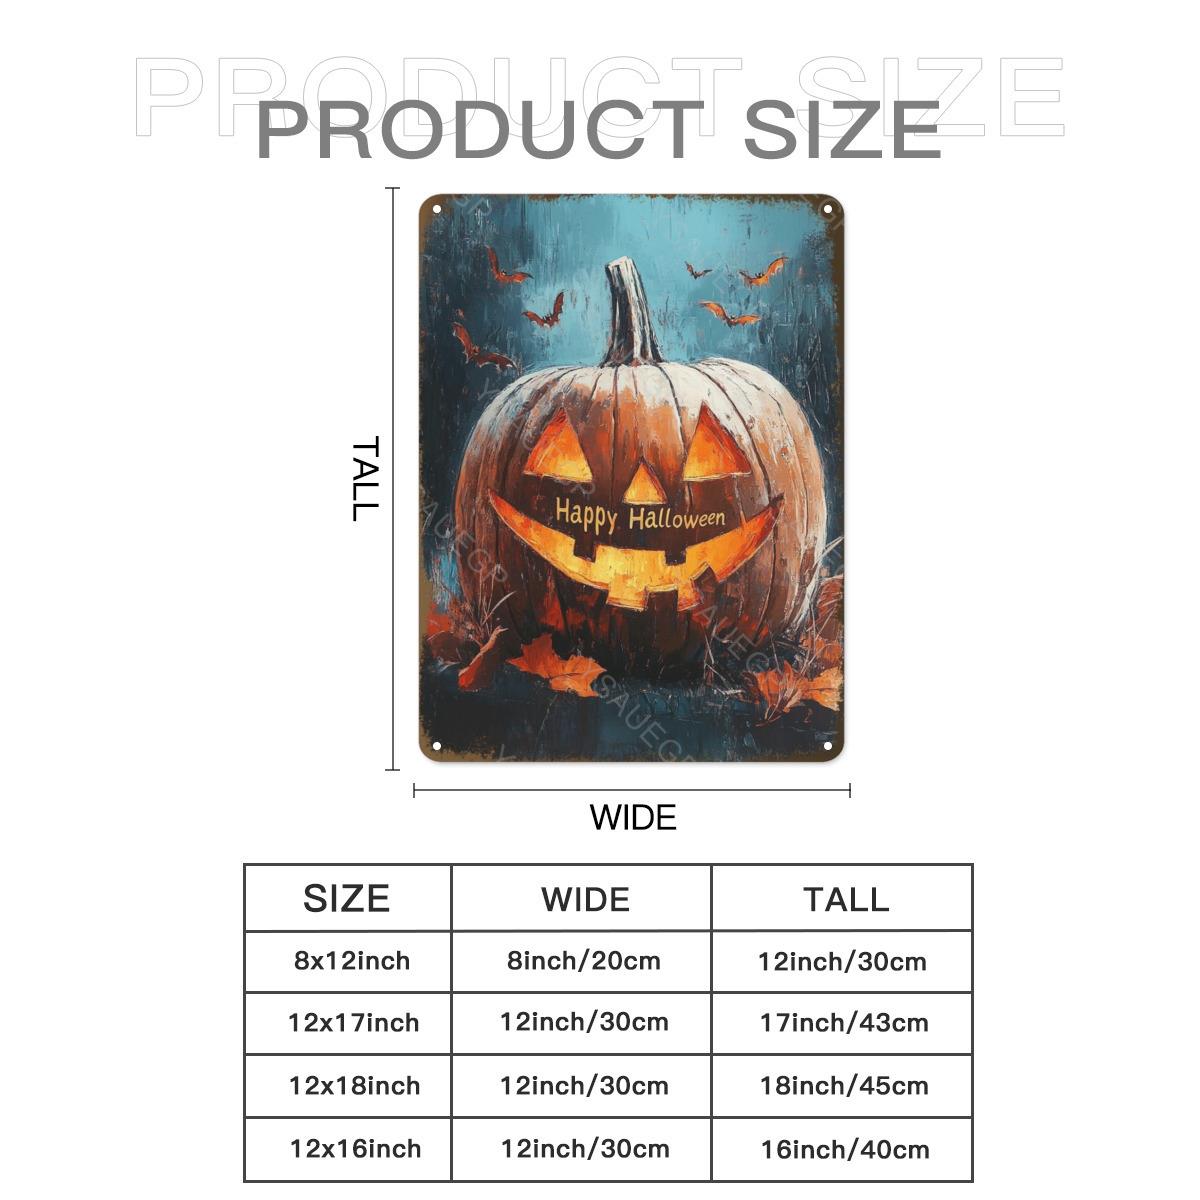 PRODUCT SIZE
PRODUCT SIZE
TALL
Happy Halloween
XSAUEGP
WIDE
SIZE WIDE TALL
8x12inch 8inch/20cm 12inch/30cm
12x17inch 12inch/30cm 17inch/43cm
12x18inch 12inch/30cm 18inch/45cm
12x16inch 12inch/30cm 16inch/40cm